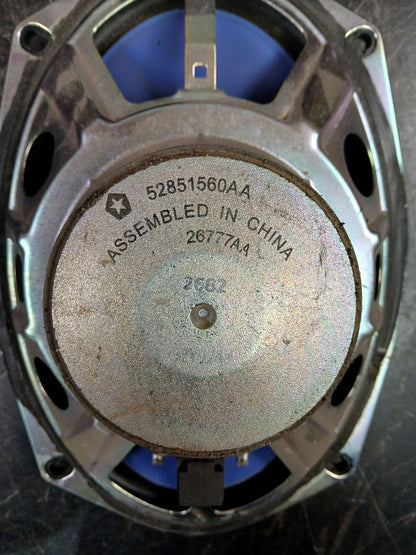 52851560AA
ASSEMBLED IN CHINA
26777AA
2682